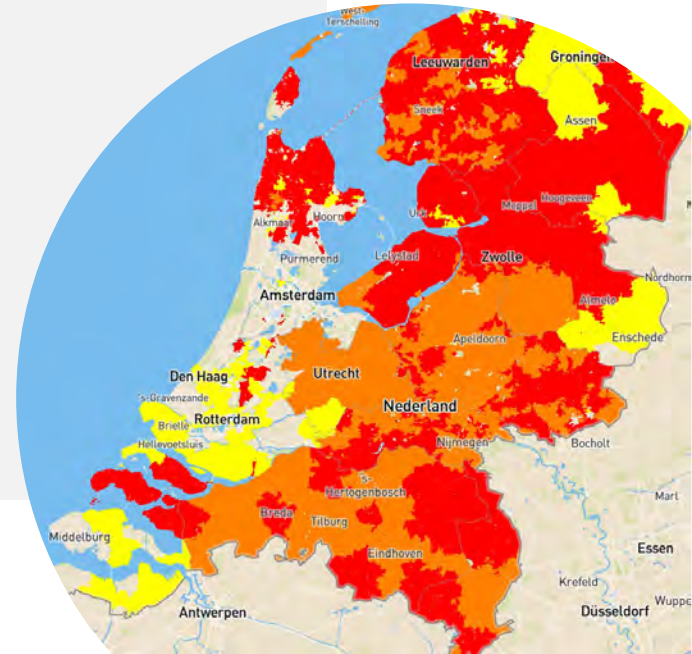 West-
Terschelling
Leeuwarden
Groningen
Sneek
Assen
Meppel
Hoogeveen
Alkmaar
Hoorn
Urk
Purmerend
Lelystad
Zwolle
Nordhorn
Amsterdam
Almelo
Enschede
Apeldoorn
Den Haag
Utrecht
's-Gravenzande
Nederland
Brielle
Rotterdam
Hellevoetsluis
Nijmegen
Bocholt
's-
Hertogenbosch
Marl
Breda
Tilburg
Middelburg
Essen
Eindhoven
Krefeld
Wuppe
Antwerpen
Düsseldorf